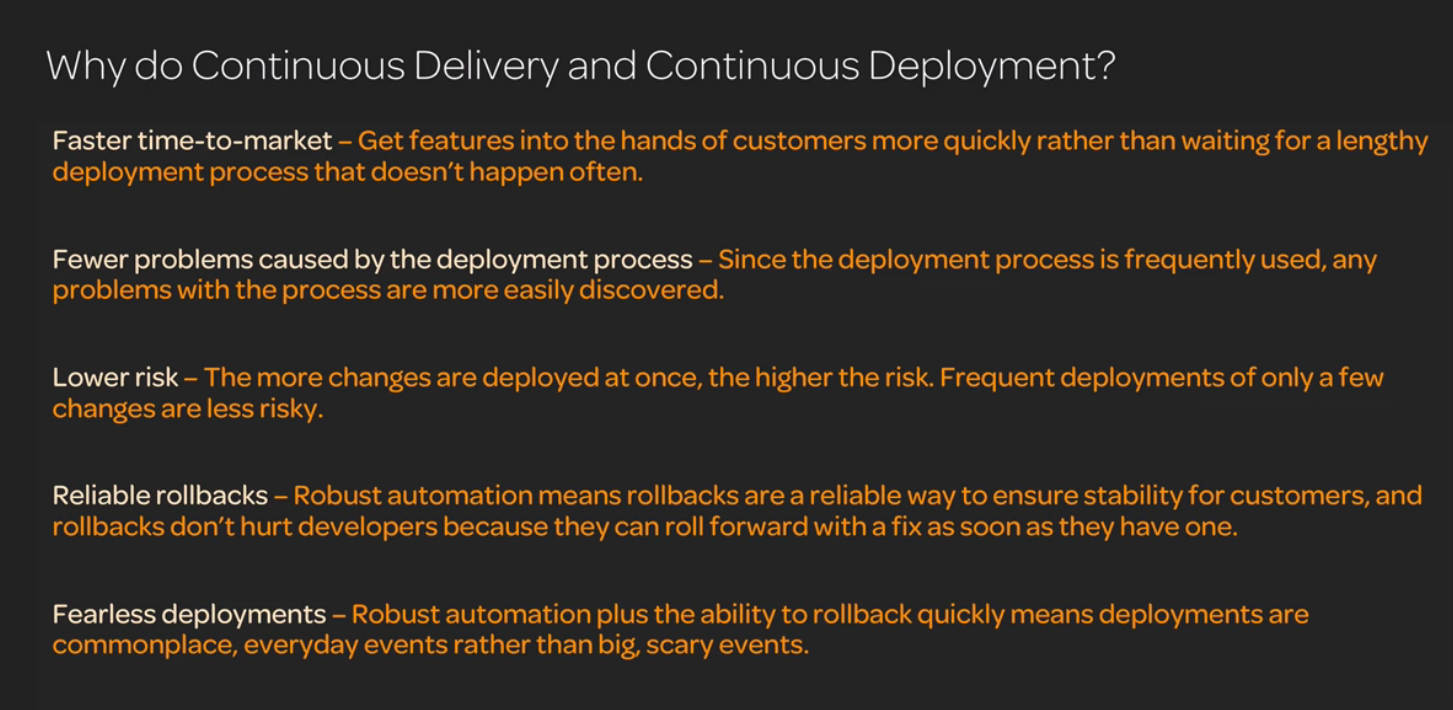 Why do Continuous Delivery and Continuous Deployment?
Faster time-to-market – Get features into the hands of customers more quickly rather than waiting for a lengthy
deployment process that doesn't happen often.
Fewer problems caused by the deployment process – Since the deployment process is frequently used, any
problems with the process are more easily discovered.
Lower risk – The more changes are deployed at once, the higher the risk. Frequent deployments of only a few
changes are less risky.
Reliable rollbacks – Robust automation means rollbacks are a reliable way to ensure stability for customers, and
rollbacks don't hurt developers because they can roll forward with a fix as soon as they have one.
Fearless deployments – Robust automation plus the ability to rollback quickly means deployments are
commonplace, everyday events rather than big, scary events.